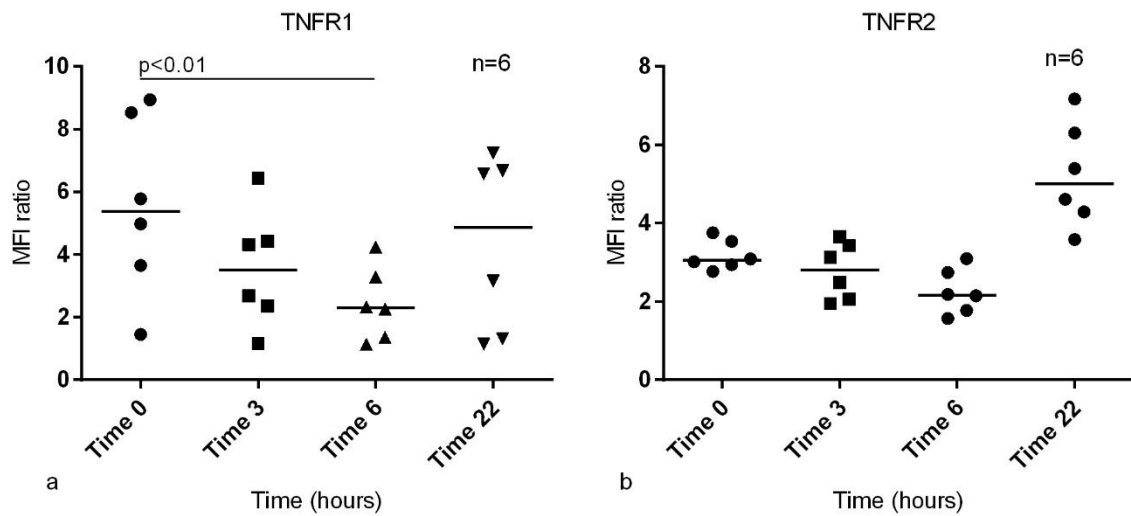 TNFR1
p<0.01
n=6
10
8
6
4
2
0
MFI ratio
Time 0
Time 3
Time 6
Time 22
a
Time (hours)
TNFR2
n=6
8
6
4
2
0
MFI ratio
Time 0
Time 3
Time 6
Time 22
b
Time (hours)